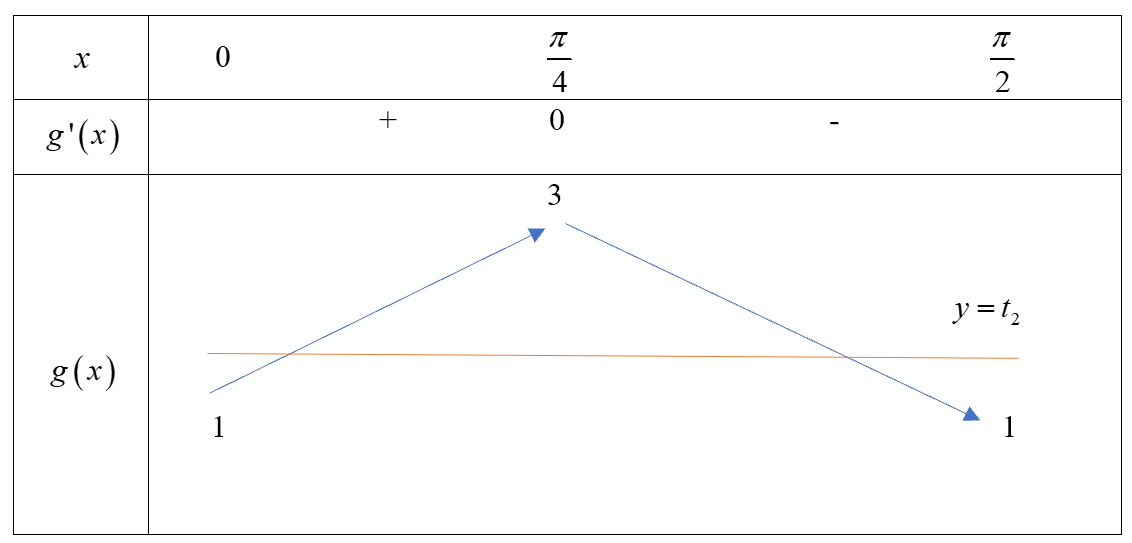 x 0 π/4 π/2
g'(x) + 0 -
3
y = t₂
g(x)
1 1